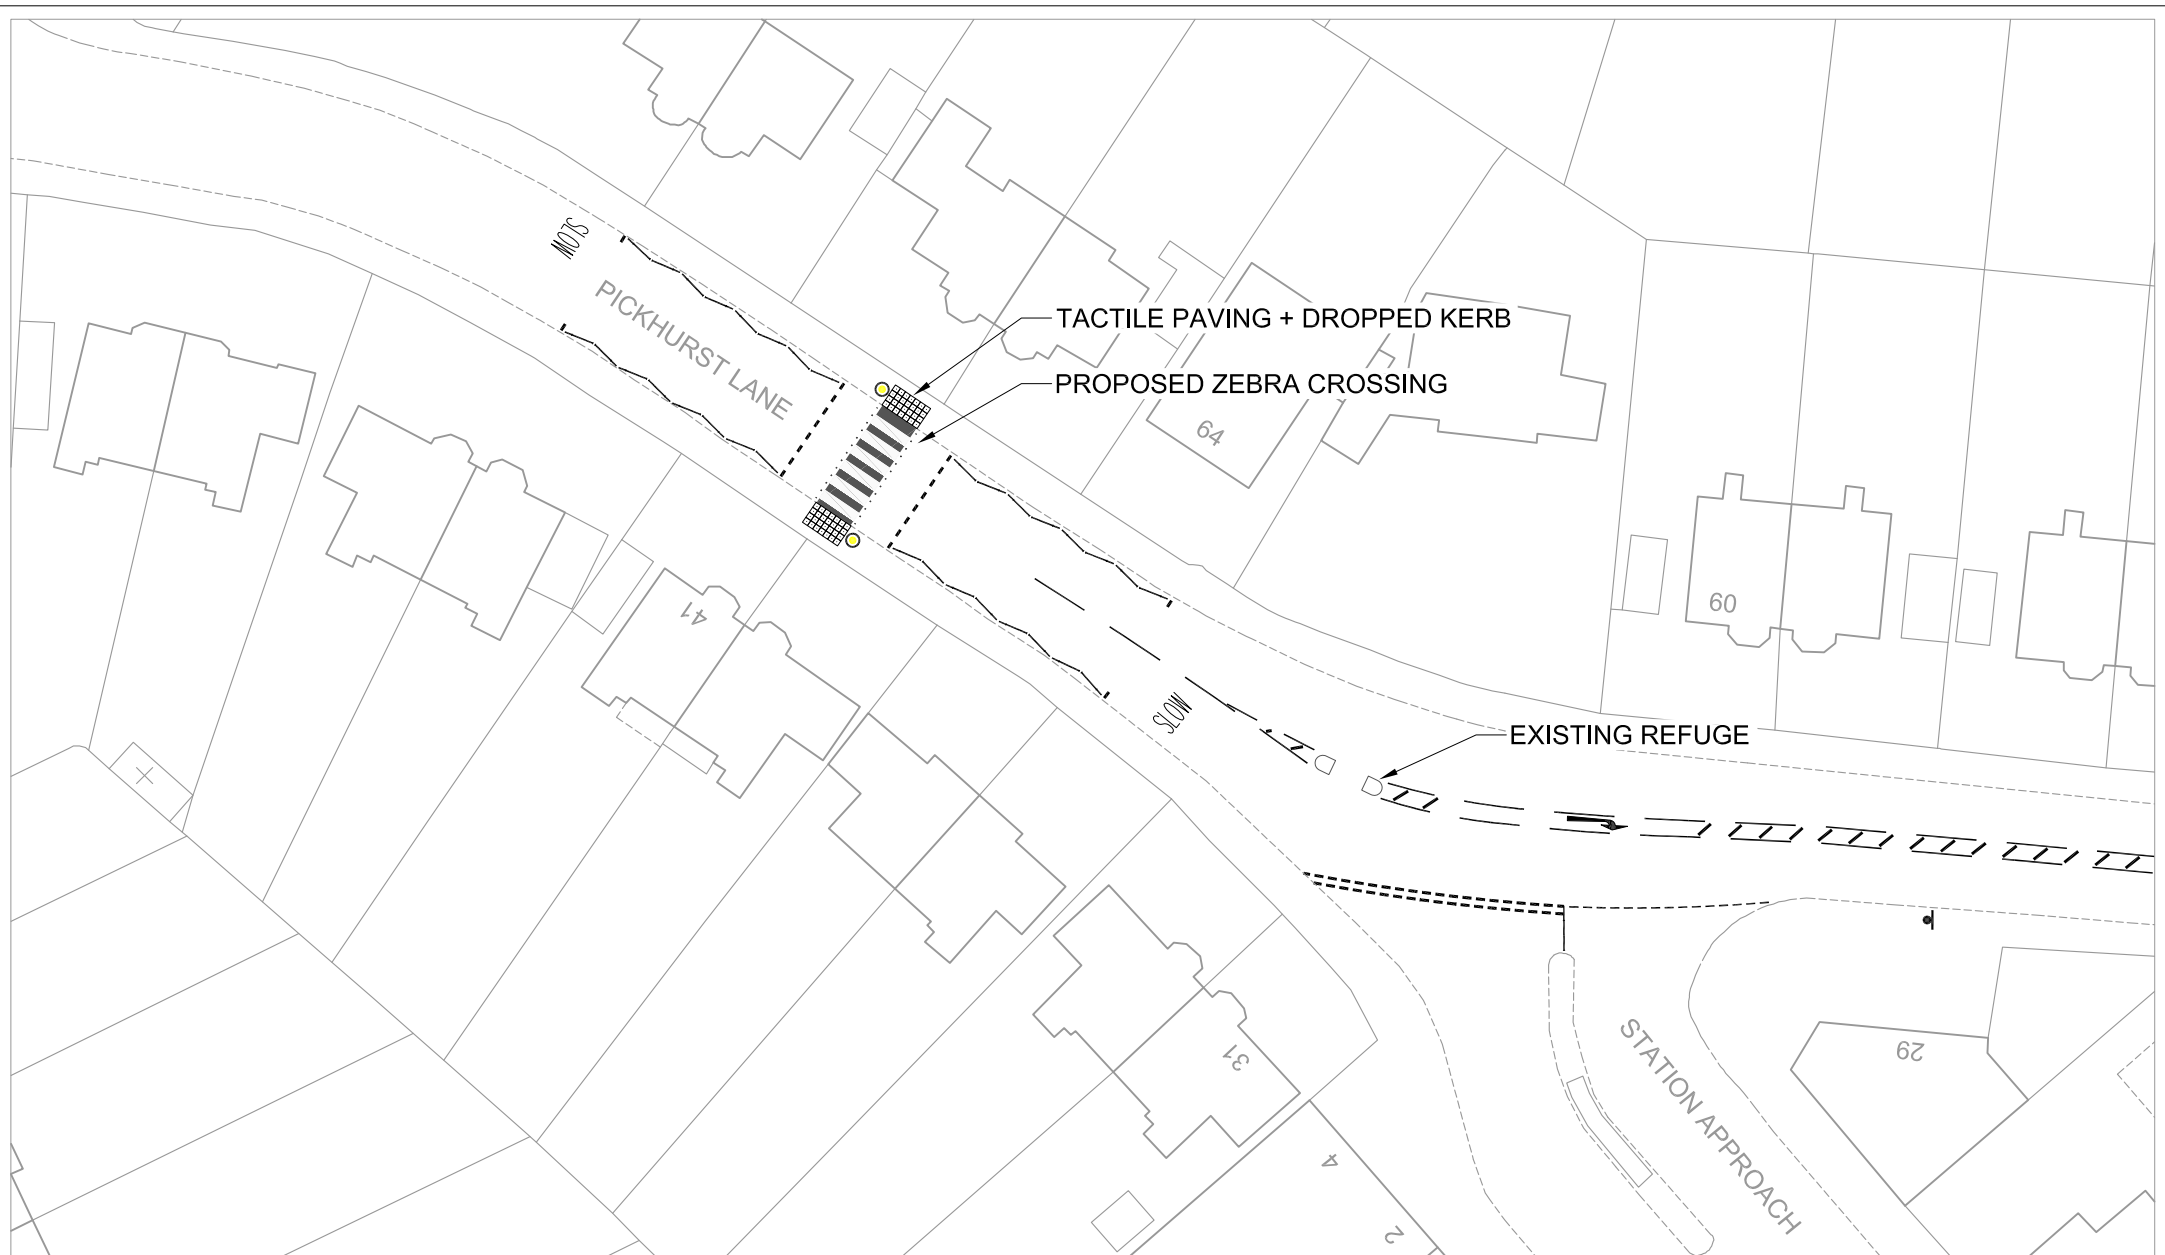 SLOW
PICKHURST LANE
TACTILE PAVING + DROPPED KERB
PROPOSED ZEBRA CROSSING
64
60
41
SLOW
EXISTING REFUGE
31
STATION APPROACH
29
4
2